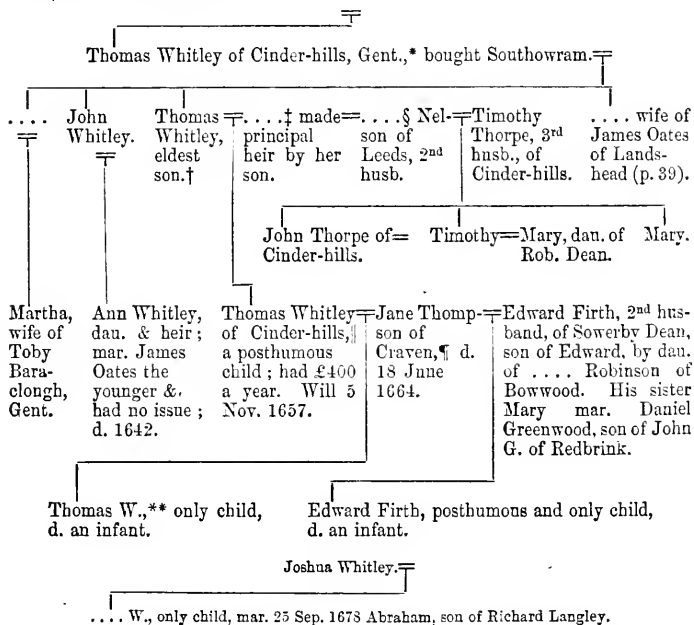 Thomas Whitley of Cinder-hills, Gent.,* bought Southowram.
. . . . John Whitley. Thomas Whitley, eldest son.†
. . . . ‡ made principal heir by her son.
. . . . § Nelson of Leeds, 2nd husb.
Timothy Thorpe, 3rd husb., of Cinder-hills.
. . . . wife of James Oates of Landshead (p. 39).
John Thorpe of Cinder-hills.
Timothy=Mary, dau. of Rob. Dean.
Mary.
Martha,
wife of
Toby
Bara-
clongh,
Gent.
Ann Whitley,
dau. & heir ;
mar. James
Oates the
younger &
had no issue ;
d. 1642.
Thomas Whitley
of Cinder-hills,||
a posthumous
child ; had £400
a year. Will 5
Nov. 1657.
Jane Thomp-
son of
Craven,¶ d.
18 June
1664.
Edward Firth, 2nd hus-
band, of Sowerby Dean,
son of Edward, by dau.
of . . . . Robinson of
Bowwood. His sister
Mary mar. Daniel
Greenwood, son of John
G. of Redbrink.
Thomas W.,** only child,
d. an infant.
Edward Firth, posthumous and only child,
d. an infant.
Joshua Whitley.
. . . . W., only child, mar. 25 Sep. 1678 Abraham, son of Richard Langley.